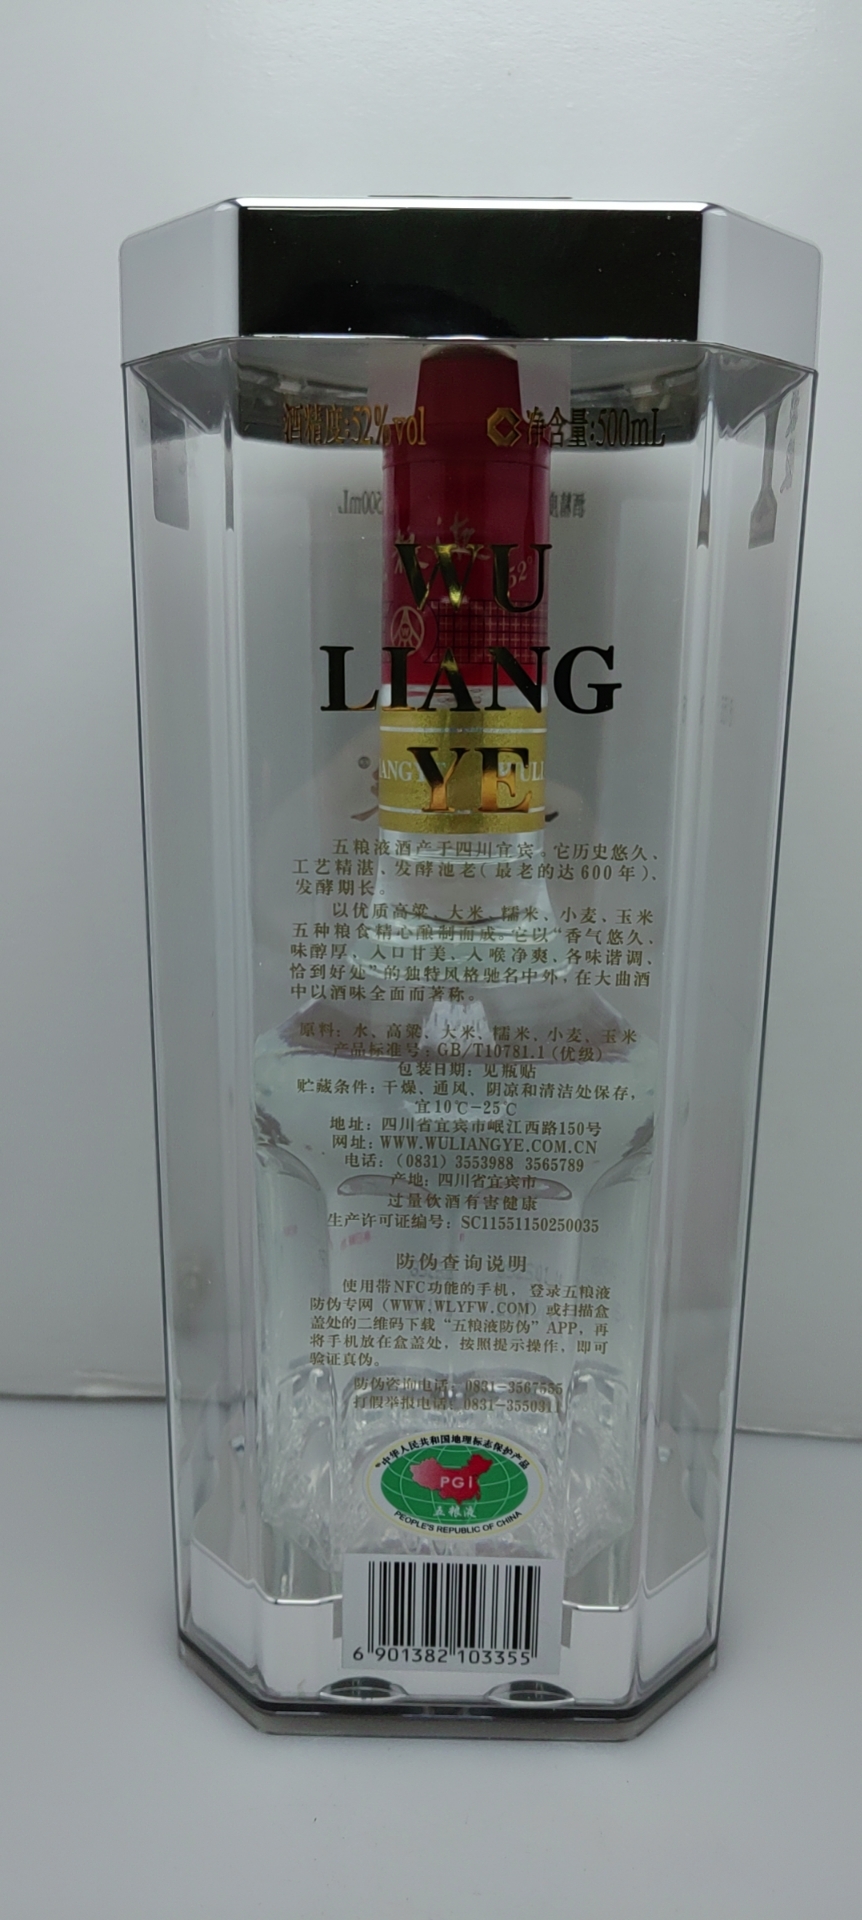 酒精度:52%vol
净含量:500mL
WU
LIANG
YE
五粮液酒产于四川宜宾。它历史悠久、
工艺精湛、发酵池老(最老的达600年)、
发酵期长。
以优质高粱、大米、糯米、小麦、玉米
五种粮食精心酿制而成。它以“香气悠久、
味醇厚、入口甘美、入喉净爽、各味谐调、
恰到好处”的独特风格驰名中外,在大曲酒
中以酒味全面而著称。
原料: 水、高粱、大米、糯米、小麦、玉米
产品标准号: GB/T10781.1 (优级)
包装日期: 见瓶贴
贮藏条件: 干燥、通风、阴凉和清洁处保存,
宜10℃-25℃
地址: 四川省宜宾市岷江西路150号
网址: WWW.WULIANGYE.COM.CN
电话: (0831) 3553988 3565789
产地: 四川省宜宾市
过量饮酒有害健康
生产许可证编号: SC11551150250035
防伪查询说明
使用带NFC功能的手机, 登录五粮液
防伪专网 (WWW.WLYFW.COM) 或扫描盒
盖处的二维码下载“五粮液防伪”APP, 再
将手机放在盒盖处, 按照提示操作, 即可
验证真伪。
防伪咨询电话: 0831-3567555
打假举报电话: 0831-3550311
中华人民共和国地理标志保护产品
PGI
五粮液
PEOPLE'S REPUBLIC OF CHINA
6 901382 103355